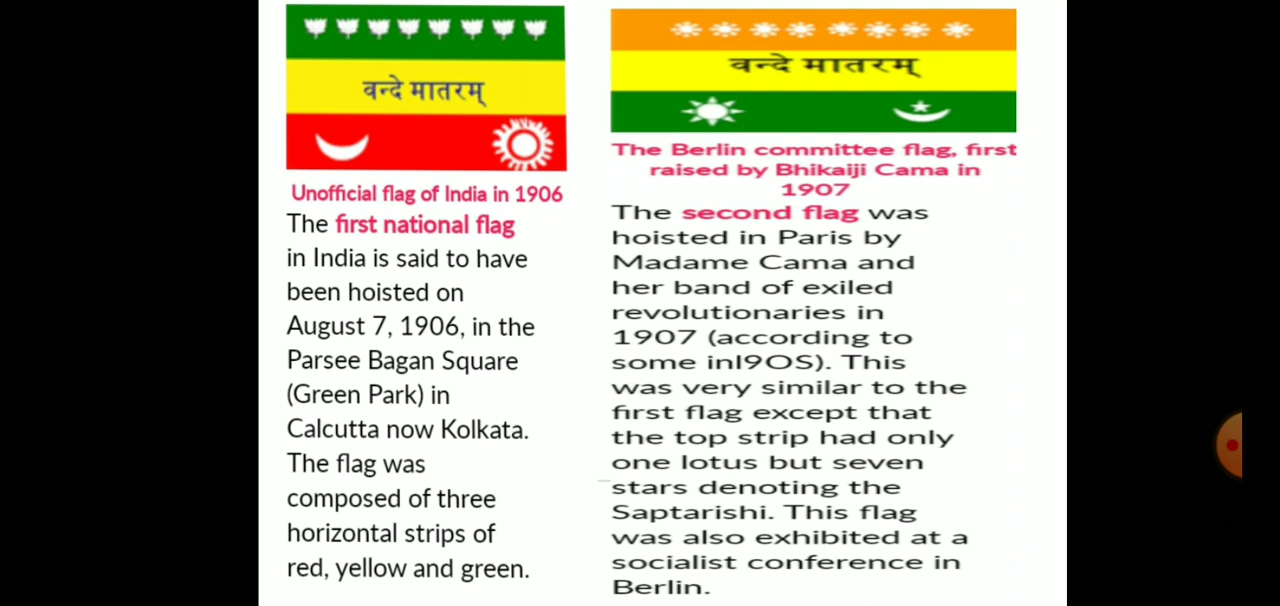 वन्दे मातरम्
Unofficial flag of India in 1906
The first national flag
in India is said to have
been hoisted on
August 7, 1906, in the
Parsee Bagan Square
(Green Park) in
Calcutta now Kolkata.
The flag was
composed of three
horizontal strips of
red, yellow and green.
वन्दे मातरम्
The Berlin committee flag, first
raised by Bhikaiji Cama in
1907
The second flag was
hoisted in Paris by
Madame Cama and
her band of exiled
revolutionaries in
1907 (according to
some inl9OS). This
was very similar to the
first flag except that
the top strip had only
one lotus but seven
stars denoting the
Saptarishi. This flag
was also exhibited at a
socialist conference in
Berlin.